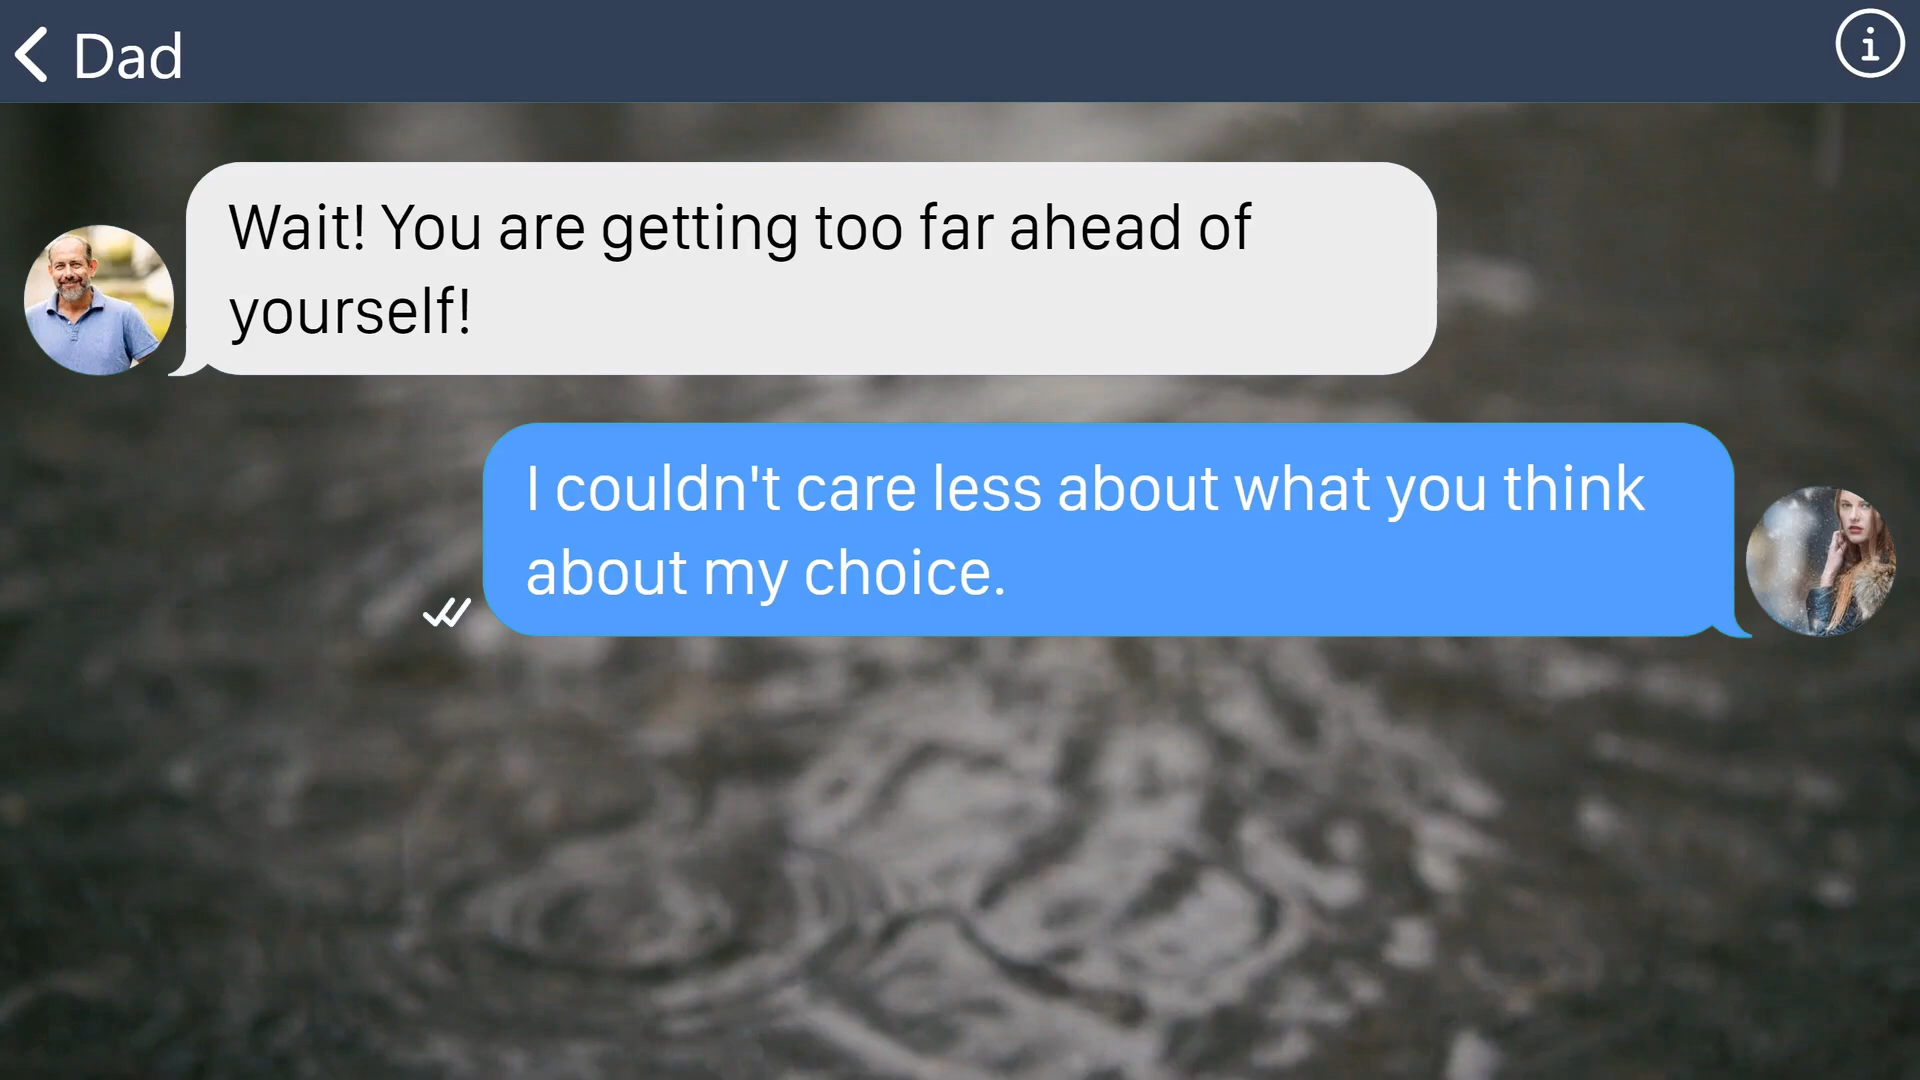 Dad
Wait! You are getting too far ahead of
yourself!
I couldn't care less about what you think
about my choice.